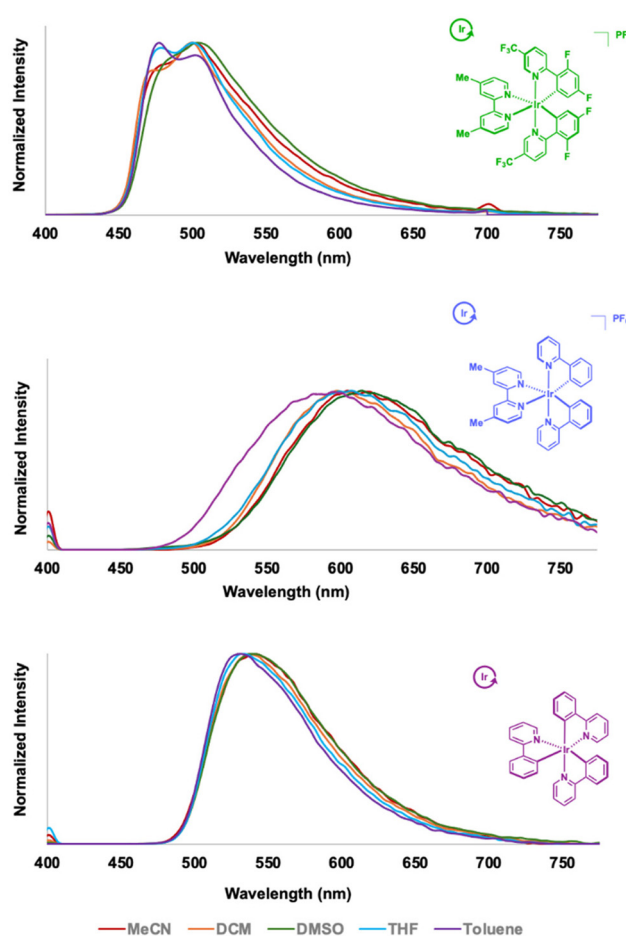 Normalized Intensity
Ir
PF
F3C
F
Me
N
N
F
N
Ir
F
Me
N
N
F3C
F
400 450 500 550 600 650 700 750
Wavelength (nm)
Normalized Intensity
Ir
PF
Me
N
N
Ir
N
Me
N
400 450 500 550 600 650 700 750
Wavelength (nm)
Normalized Intensity
Ir
N
N
Ir
N
400 450 500 550 600 650 700 750
Wavelength (nm)
MeCN DCM DMSO THF Toluene